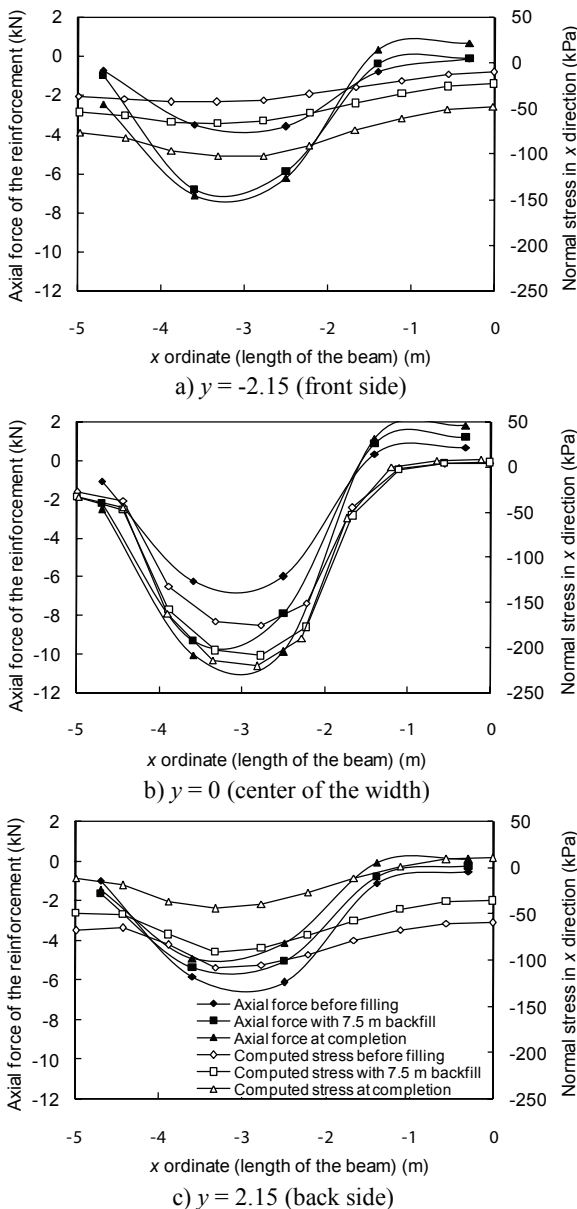 Axial force of the reinforcement (kN)
Normal stress in x direction (kPa)
2
0
-2
-4
-6
-8
-10
-12
50
0
-50
-100
-150
-200
-250
-5 -4 -3 -2 -1 0
x ordinate (length of the beam) (m)
a) y = -2.15 (front side)
Axial force of the reinforcement (kN)
Normal stress in x direction (kPa)
2
0
-2
-4
-6
-8
-10
-12
50
0
-50
-100
-150
-200
-250
-5 -4 -3 -2 -1 0
x ordinate (length of the beam) (m)
b) y = 0 (center of the width)
Axial force of the reinforcement (kN)
Normal stress in x direction (kPa)
2
0
-2
-4
-6
-8
-10
-12
50
0
-50
-100
-150
-200
-250
Axial force before filling
Axial force with 7.5 m backfill
Axial force at completion
Computed stress before filling
Computed stress with 7.5 m backfill
Computed stress at completion
-5 -4 -3 -2 -1 0
x ordinate (length of the beam) (m)
c) y = 2.15 (back side)